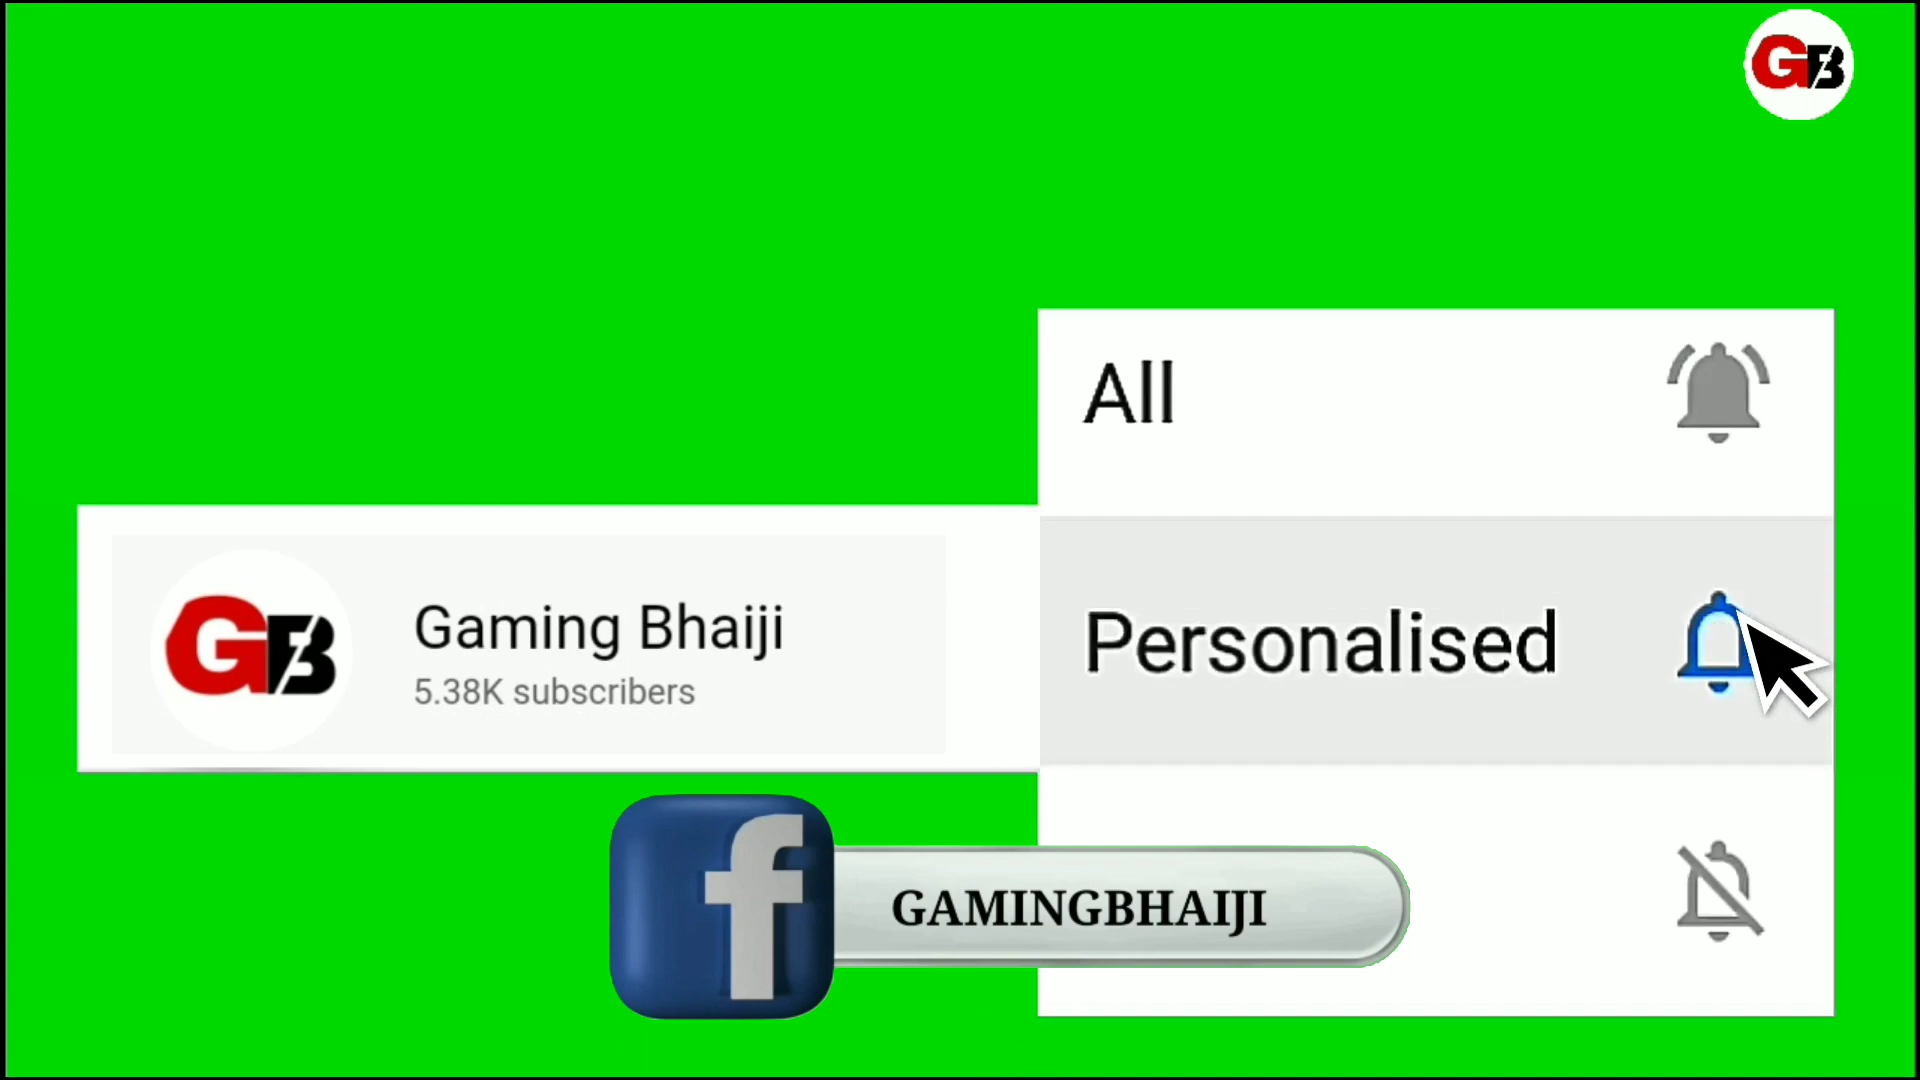 GB
All
Personalised
GB
Gaming Bhaiji
5.38K subscribers
f
GAMINGBHAIJI